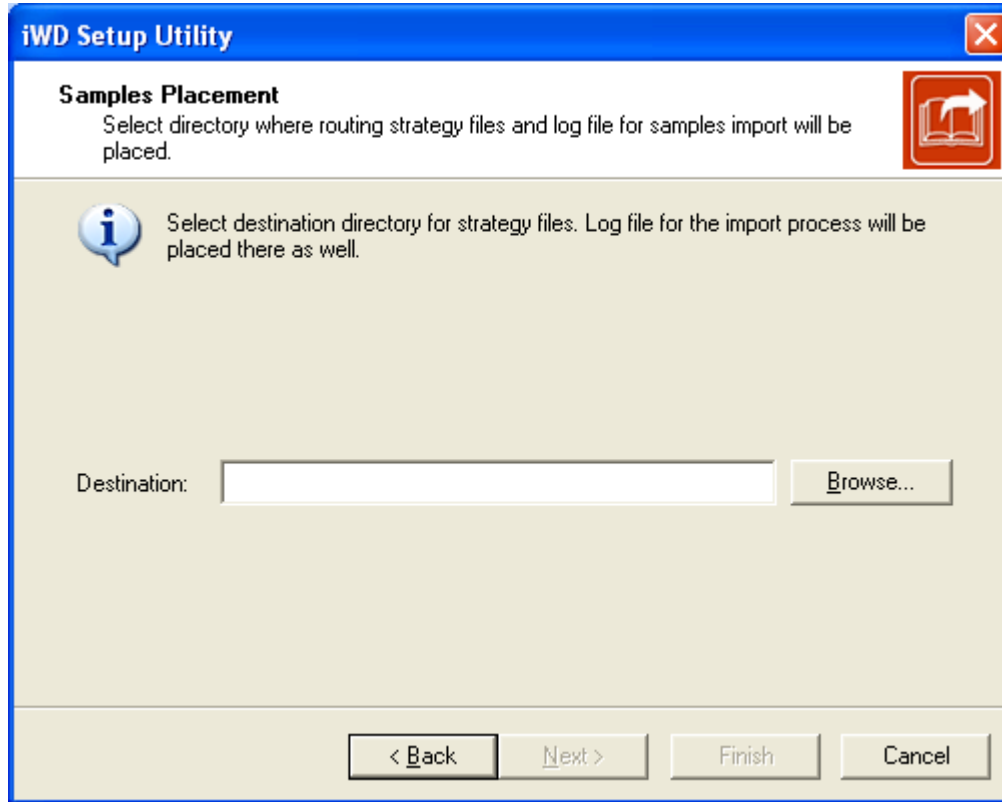 iWD Setup Utility
Samples Placement
Select directory where routing strategy files and log file for samples import will be
placed.
Select destination directory for strategy files. Log file for the import process will be
placed there as well.
Destination:
Browse...
< Back
Next >
Finish
Cancel